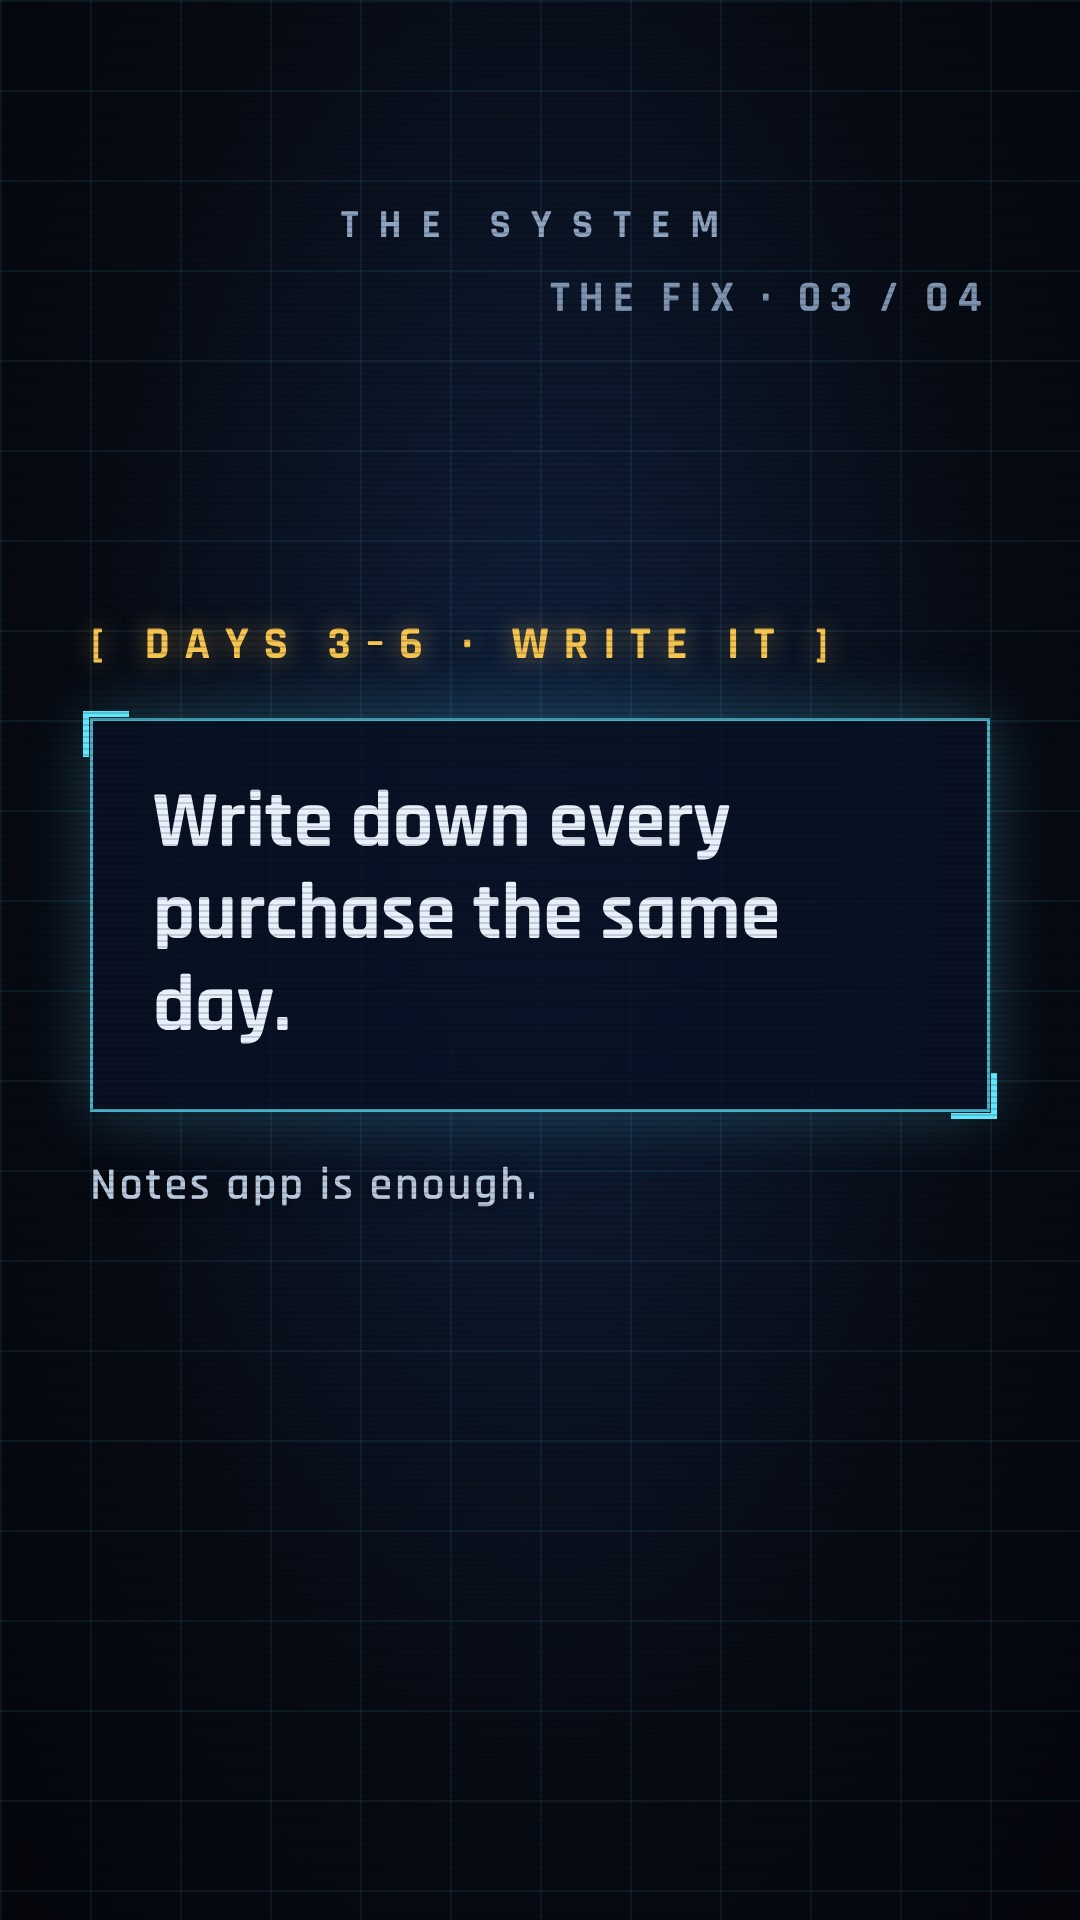 THE SYSTEM
THE FIX · 03 / 04
[ DAYS 3–6 · WRITE IT ]
Write down every
purchase the same
day.
Notes app is enough.